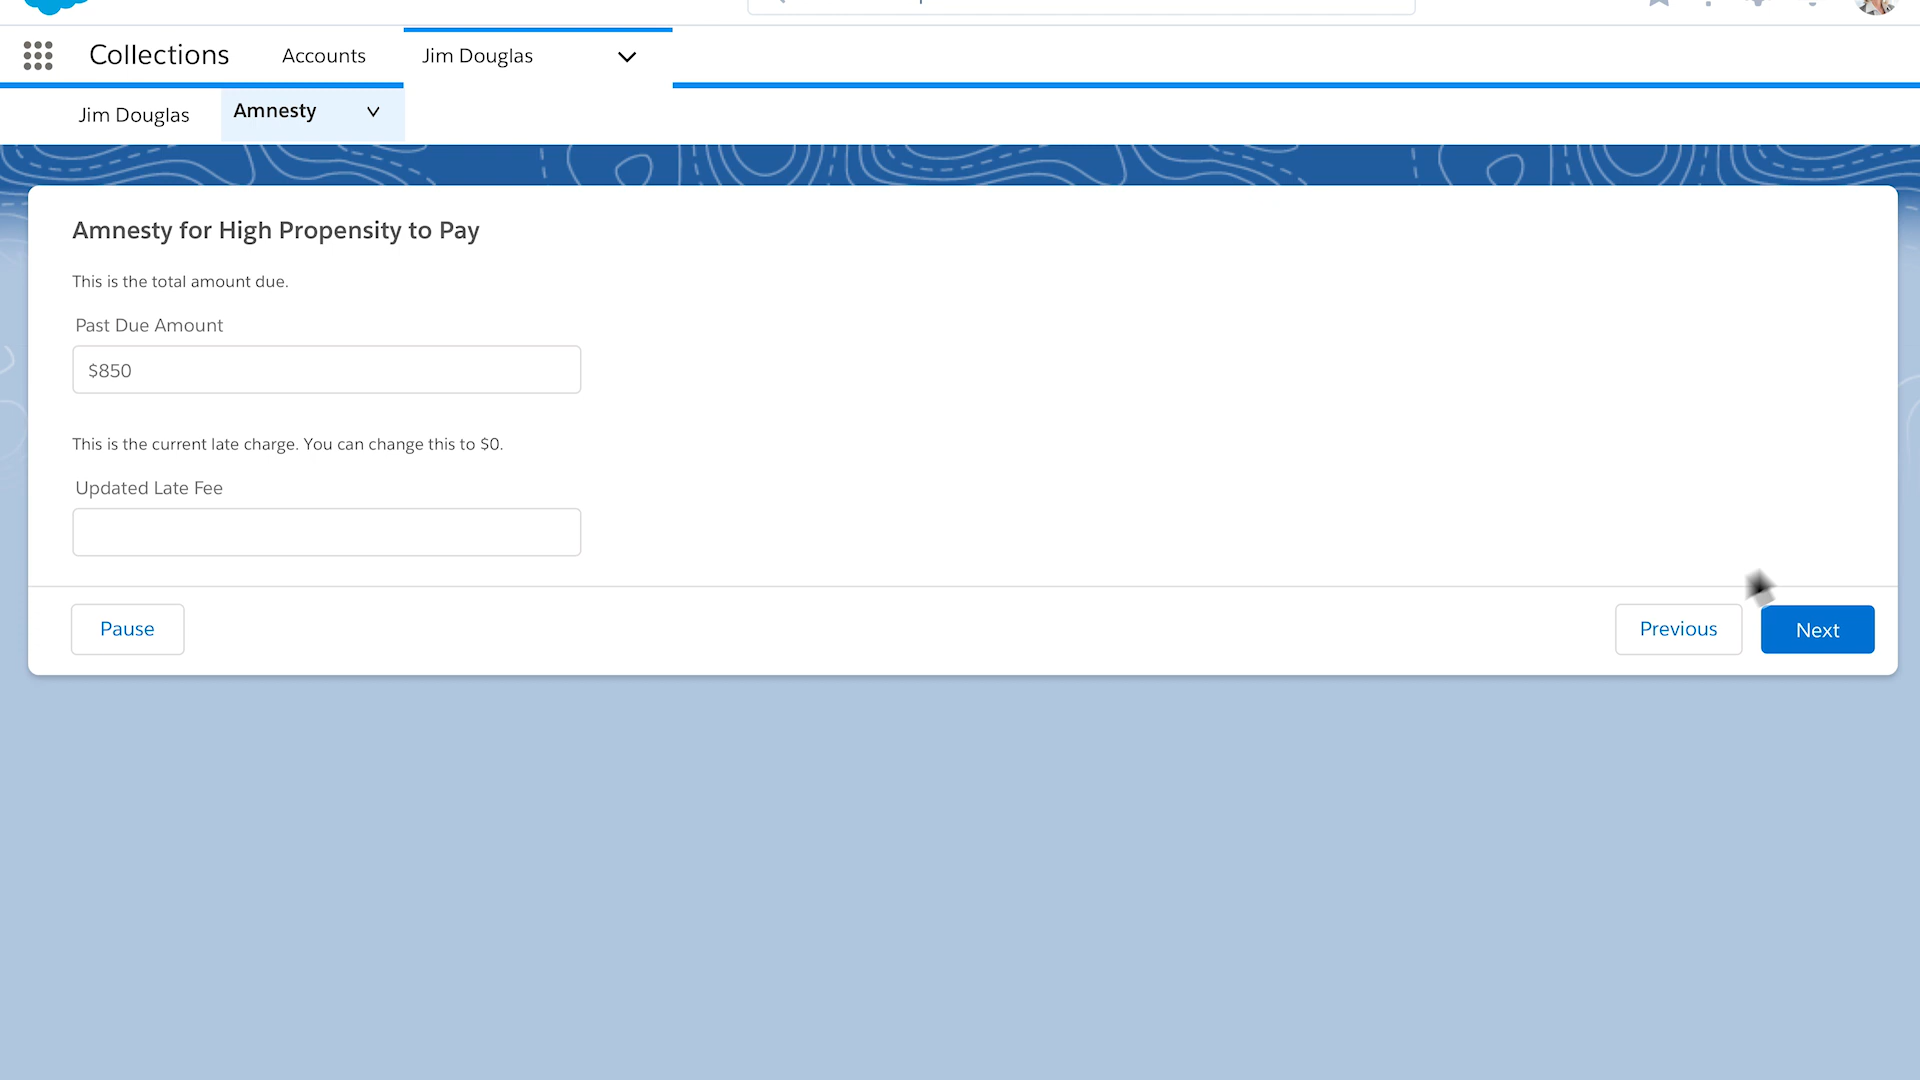 Collections
Accounts
Jim Douglas
Jim Douglas
Amnesty
Amnesty for High Propensity to Pay
This is the total amount due.
Past Due Amount
$850
This is the current late charge. You can change this to $0.
Updated Late Fee
Pause
Previous
Next